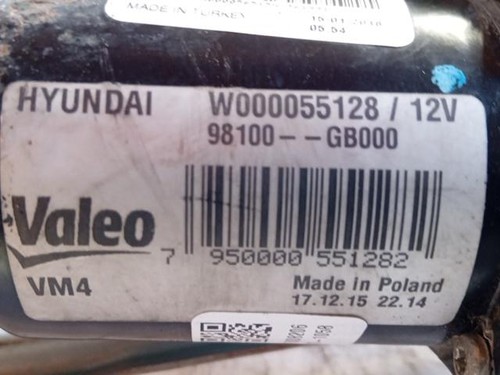 MADE IN TURKEY
05:54
HYUNDAI W000055128 / 12V
98100--GB000
Valeo
7 950000 551282
VM4 Made in Poland
17.12.15 22.14